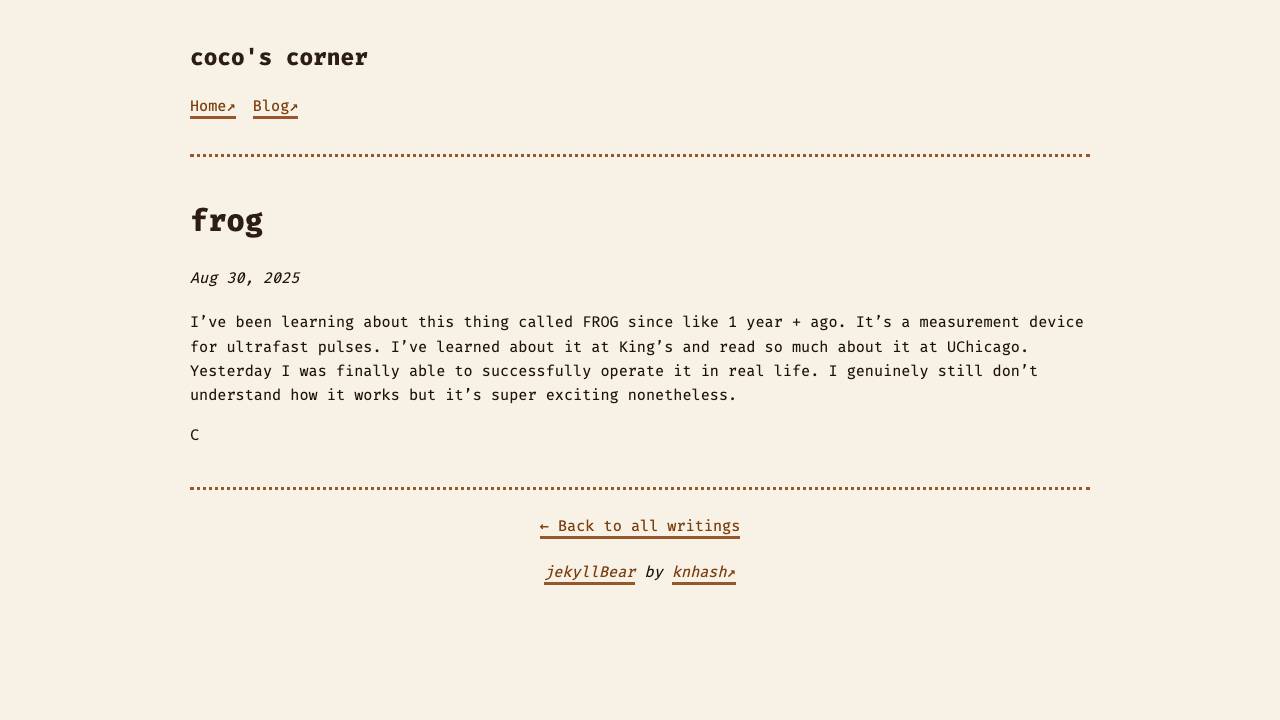 coco's corner
Home↗ Blog↗
frog
Aug 30, 2025
I’ve been learning about this thing called FROG since like 1 year + ago. It’s a measurement device
for ultrafast pulses. I’ve learned about it at King’s and read so much about it at UChicago.
Yesterday I was finally able to successfully operate it in real life. I genuinely still don’t
understand how it works but it’s super exciting nonetheless.
C
← Back to all writings
jekyllBear by knhash↗